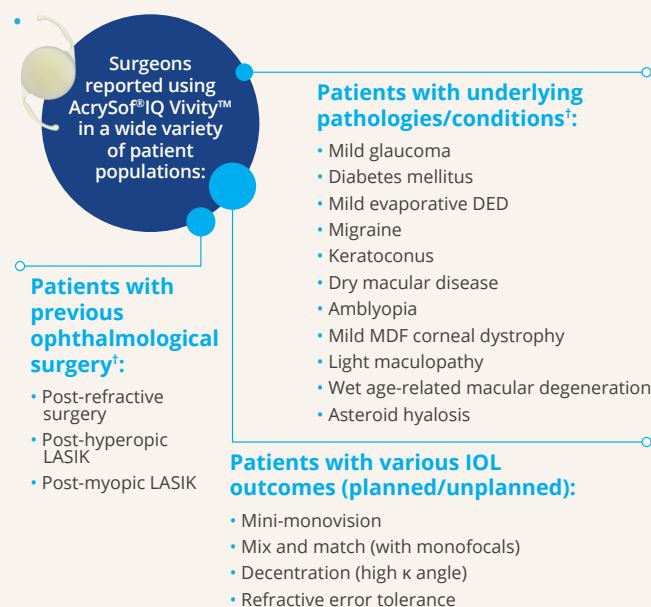 Surgeons
reported using
AcrySof®IQ Vivity™
in a wide variety
of patient
populations:
Patients with underlying
pathologies/conditions†:
• Mild glaucoma
• Diabetes mellitus
• Mild evaporative DED
• Migraine
• Keratoconus
• Dry macular disease
• Amblyopia
• Mild MDF corneal dystrophy
• Light maculopathy
• Wet age-related macular degeneration
• Asteroid hyalosis
Patients with
previous
ophthalmological
surgery†:
• Post-refractive
surgery
• Post-hyperopic
LASIK
• Post-myopic LASIK
Patients with various IOL
outcomes (planned/unplanned):
• Mini-monovision
• Mix and match (with monofocals)
• Decentration (high κ angle)
• Refractive error tolerance